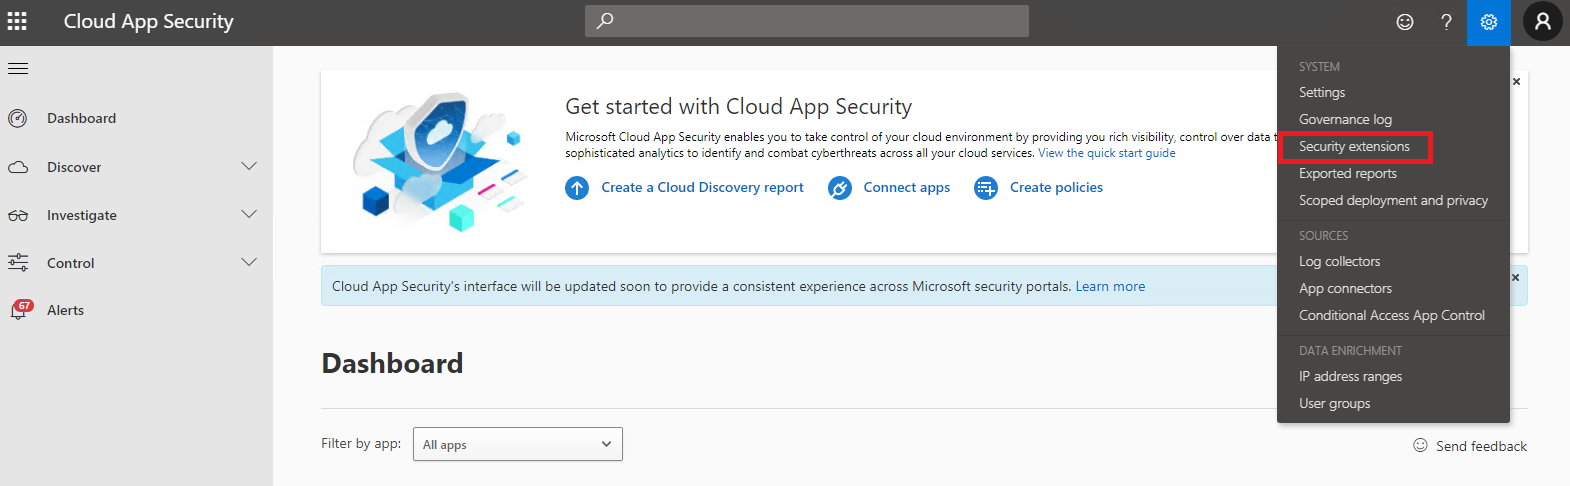 Cloud App Security
?
Dashboard
Discover
Investigate
Control
67
Alerts
Get started with Cloud App Security
Microsoft Cloud App Security enables you to take control of your cloud environment by providing you rich visibility, control over data t
sophisticated analytics to identify and combat cyberthreats across all your cloud services. View the quick start guide
Create a Cloud Discovery report
Connect apps
Create policies
Cloud App Security's interface will be updated soon to provide a consistent experience across Microsoft security portals. Learn more
Dashboard
Filter by app:
All apps
Send feedback
SYSTEM
Settings
Governance log
Security extensions
Exported reports
Scoped deployment and privacy
SOURCES
Log collectors
App connectors
Conditional Access App Control
DATA ENRICHMENT
IP address ranges
User groups